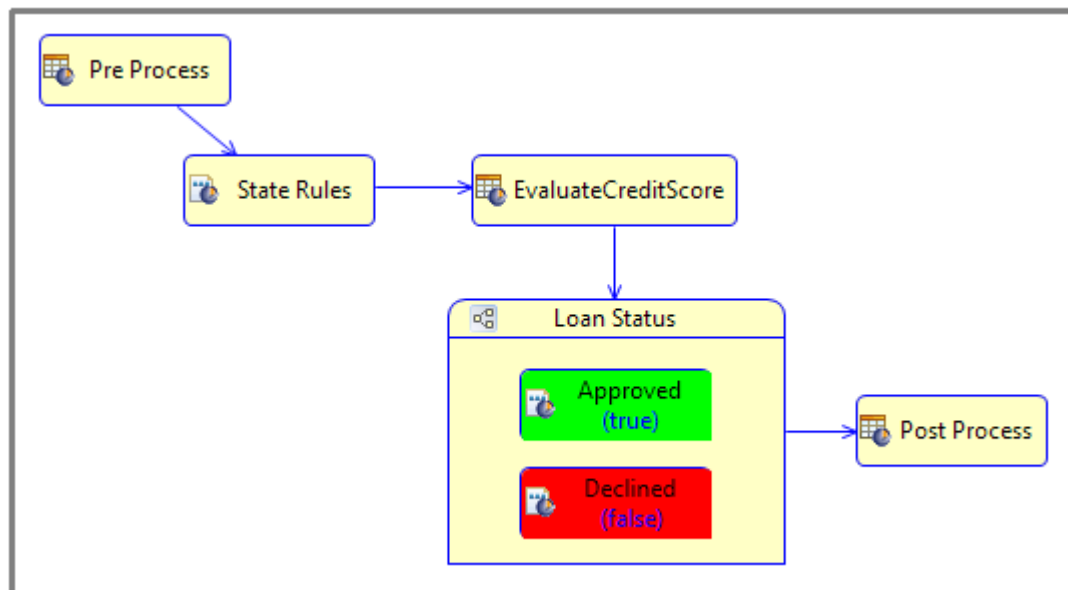 Pre Process
State Rules
EvaluateCreditScore
Loan Status
Approved
(true)
Declined
(false)
Post Process